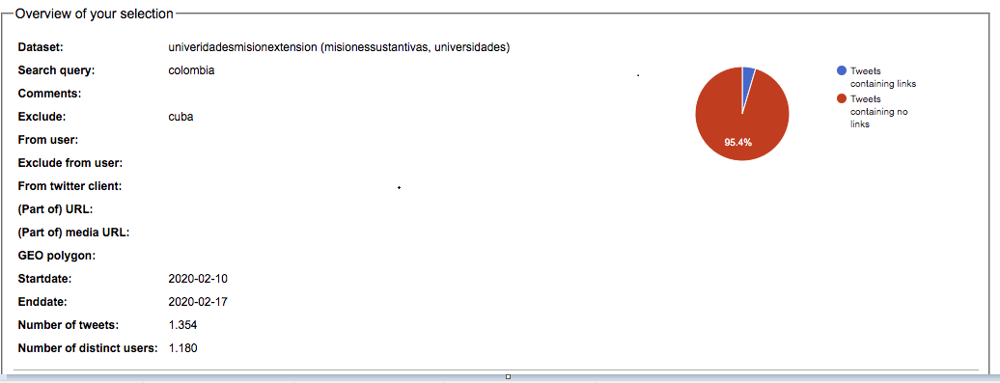 Overview of your selection
Dataset: univeridadesmisionextension (misionessustantivas, universidades)
Search query: colombia
Comments:
Exclude: cuba
From user:
Exclude from user:
From twitter client:
(Part of) URL:
(Part of) media URL:
GEO polygon:
Startdate: 2020-02-10
Enddate: 2020-02-17
Number of tweets: 1.354
Number of distinct users: 1.180
95.4%
Tweets
containing links
Tweets
containing no
links